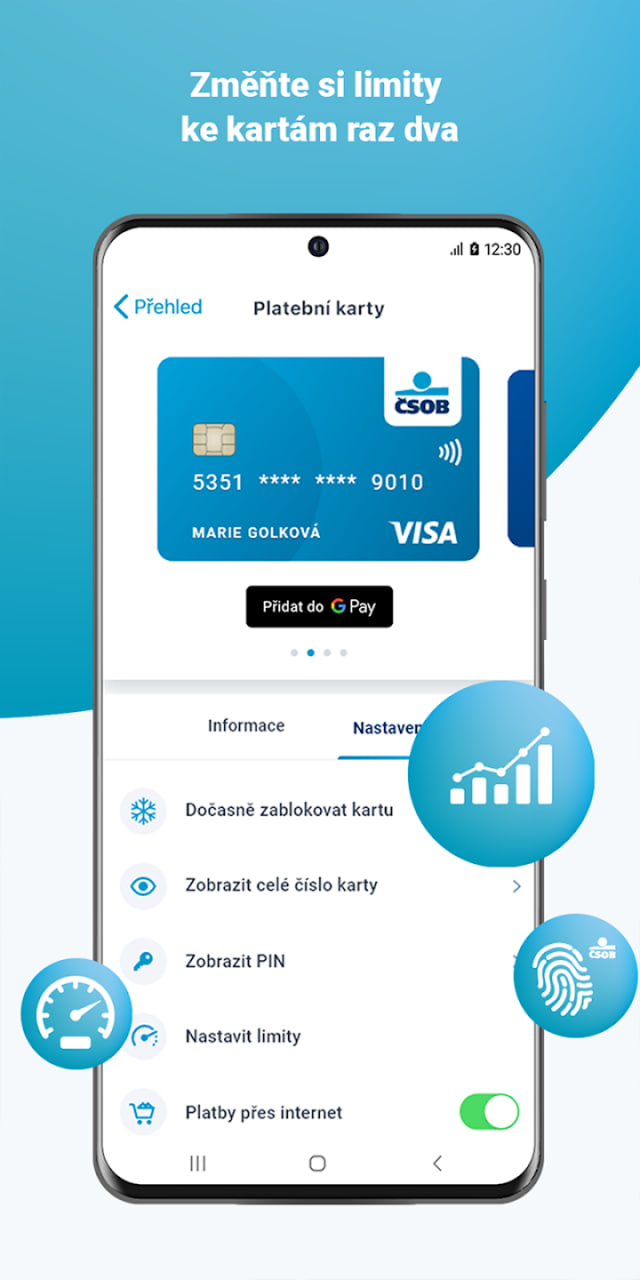 Změňte si limity
ke kartám raz dva
12:30
Přehled
Platební karty
ČSOB
5351 **** **** 9010
MARIE GOLKOVÁ
VISA
Přidat do G Pay
Informace
Nastaven
Dočasně zablokovat kartu
Zobrazit celé číslo karty
Zobrazit PIN
ČSOB
Nastavit limity
Platby přes internet